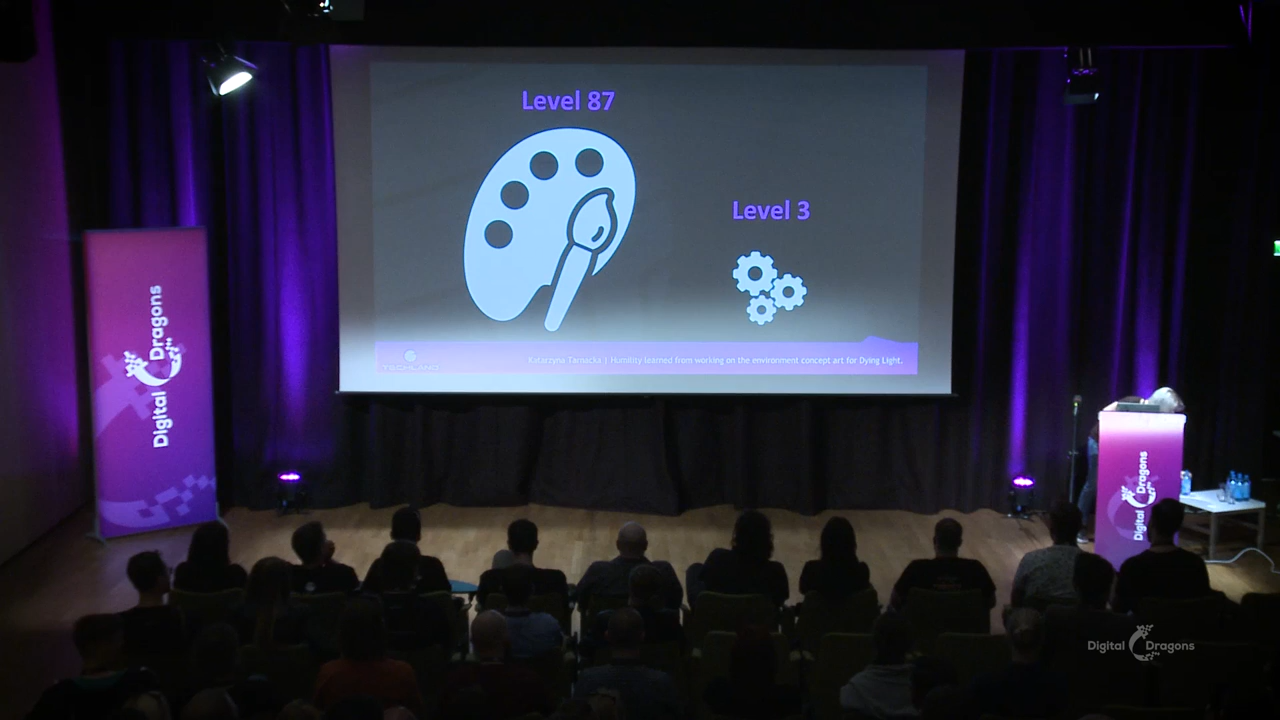 Level 87
Level 3
TECHLAND
Katarzyna Tarnacka | Humility learned from working on the environment concept art for Dying Light.
Digital Dragons
Digital Dragons
Digital Dragons